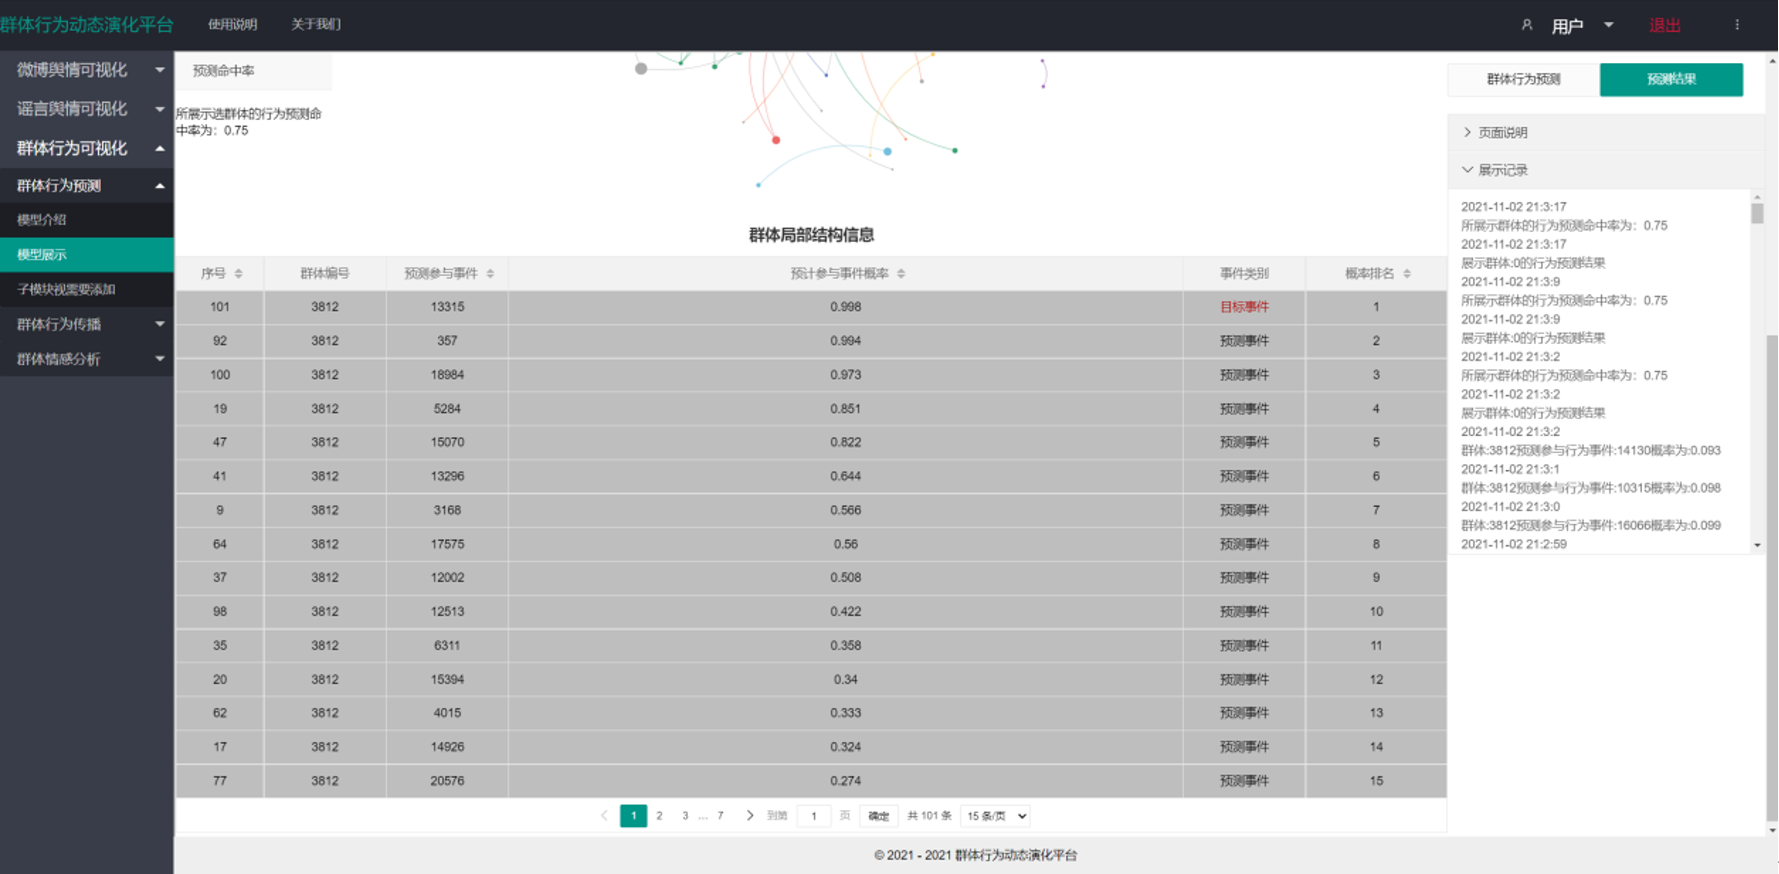 群体行为动态演化平台 使用说明 关于我们 用户 退出
微博舆情可视化
谣言舆情可视化
群体行为可视化
群体行为预测
模型介绍
模型展示
子模块视需要添加
群体行为传播
群体情感分析
预测命中率
所展示选群体的行为预测命
中率为：0.75
群体局部结构信息
序号 群体编号 预测参与事件 预计参与事件概率 事件类别 概率排名
101 3812 13315 0.998 目标事件 1
92 3812 357 0.994 预测事件 2
100 3812 18984 0.973 预测事件 3
19 3812 5284 0.851 预测事件 4
47 3812 15070 0.822 预测事件 5
41 3812 13296 0.644 预测事件 6
9 3812 3168 0.566 预测事件 7
64 3812 17575 0.56 预测事件 8
37 3812 12002 0.508 预测事件 9
98 3812 12513 0.422 预测事件 10
35 3812 6311 0.358 预测事件 11
20 3812 15394 0.34 预测事件 12
62 3812 4015 0.333 预测事件 13
17 3812 14926 0.324 预测事件 14
77 3812 20576 0.274 预测事件 15
1 2 3 … 7 到第 1 页 确定 共 101 条 15 条/页
群体行为预测 预测结果
页面说明
展示记录
2021-11-02 21:3:17
所展示群体的行为预测命中率为：0.75
2021-11-02 21:3:17
展示群体:0的行为预测结果
2021-11-02 21:3:9
所展示群体的行为预测命中率为：0.75
2021-11-02 21:3:9
展示群体:0的行为预测结果
2021-11-02 21:3:2
所展示群体的行为预测命中率为：0.75
2021-11-02 21:3:2
展示群体:0的行为预测结果
2021-11-02 21:3:2
群体:3812预测参与行为事件:14130概率为:0.093
2021-11-02 21:3:1
群体:3812预测参与行为事件:10315概率为:0.098
2021-11-02 21:3:0
群体:3812预测参与行为事件:16066概率为:0.099
2021-11-02 21:2:59
© 2021 - 2021 群体行为动态演化平台